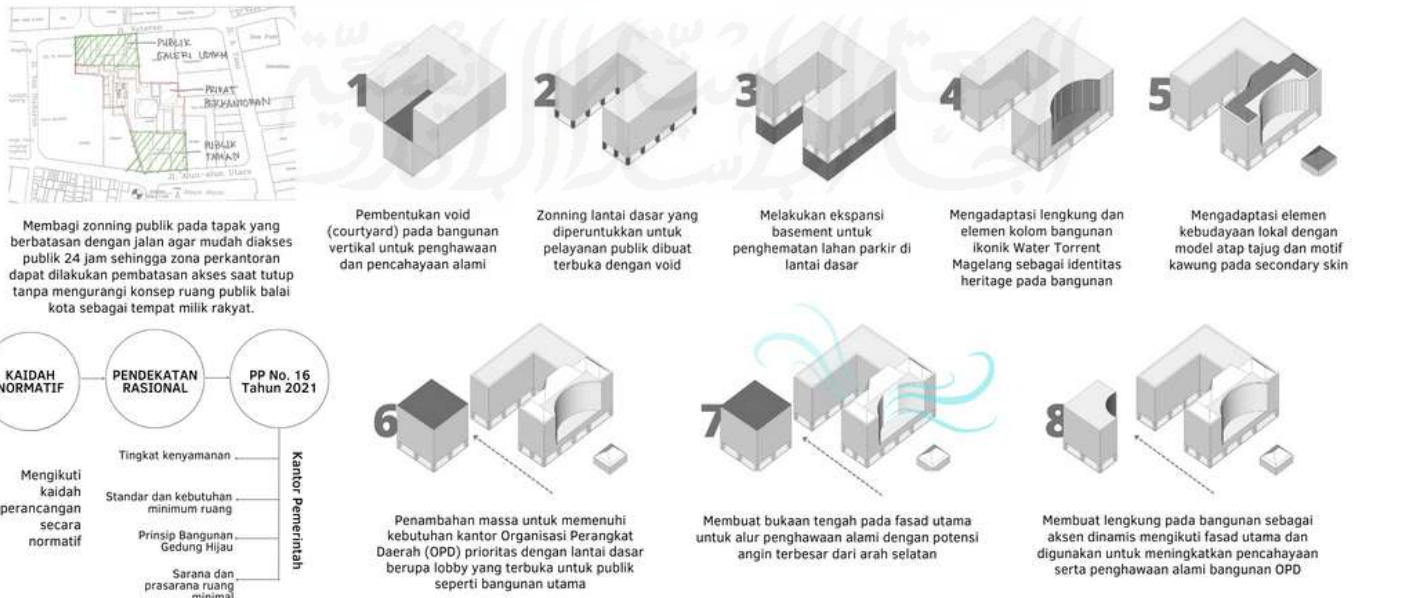 PUBLIK
GALERI UDKM
PRIVAT
BERKANTORAN
PUBLIK
TAMAN
Jl. Alun-alun Utara
Membagi zonning publik pada tapak yang
berbatasan dengan jalan agar mudah diakses
publik 24 jam sehingga zona perkantoran
dapat dilakukan pembatasan akses saat tutup
tanpa mengurangi konsep ruang publik balai
kota sebagai tempat milik rakyat.
1
Pembentukan void
(courtyard) pada bangunan
vertikal untuk penghawaan
dan pencahayaan alami
2
Zonning lantai dasar yang
diperuntukkan untuk
pelayanan publik dibuat
terbuka dengan void
3
Melakukan ekspansi
basement untuk
penghematan lahan parkir di
lantai dasar
4
Mengadaptasi lengkung dan
elemen kolom bangunan
ikonik Water Torrent
Magelang sebagai identitas
heritage pada bangunan
5
Mengadaptasi elemen
kebudayaan lokal dengan
model atap tajug dan motif
kawung pada secondary skin
KAIDAH
NORMATIF
PENDEKATAN
RASIONAL
PP No. 16
Tahun 2021
Mengikuti
kaidah
perancangan
secara
normatif
Tingkat kenyamanan
Standar dan kebutuhan
minimum ruang
Prinsip Bangunan
Gedung Hijau
Sarana dan
prasarana ruang
minimal
Kantor Pemerintah
6
Penambahan massa untuk memenuhi
kebutuhan kantor Organisasi Perangkat
Daerah (OPD) prioritas dengan lantai dasar
berupa lobby yang terbuka untuk publik
seperti bangunan utama
7
Membuat bukaan tengah pada fasad utama
untuk alur penghawaan alami dengan potensi
angin terbesar dari arah selatan
8
Membuat lengkung pada bangunan sebagai
aksen dinamis mengikuti fasad utama dan
digunakan untuk meningkatkan pencahayaan
serta penghawaan alami bangunan OPD